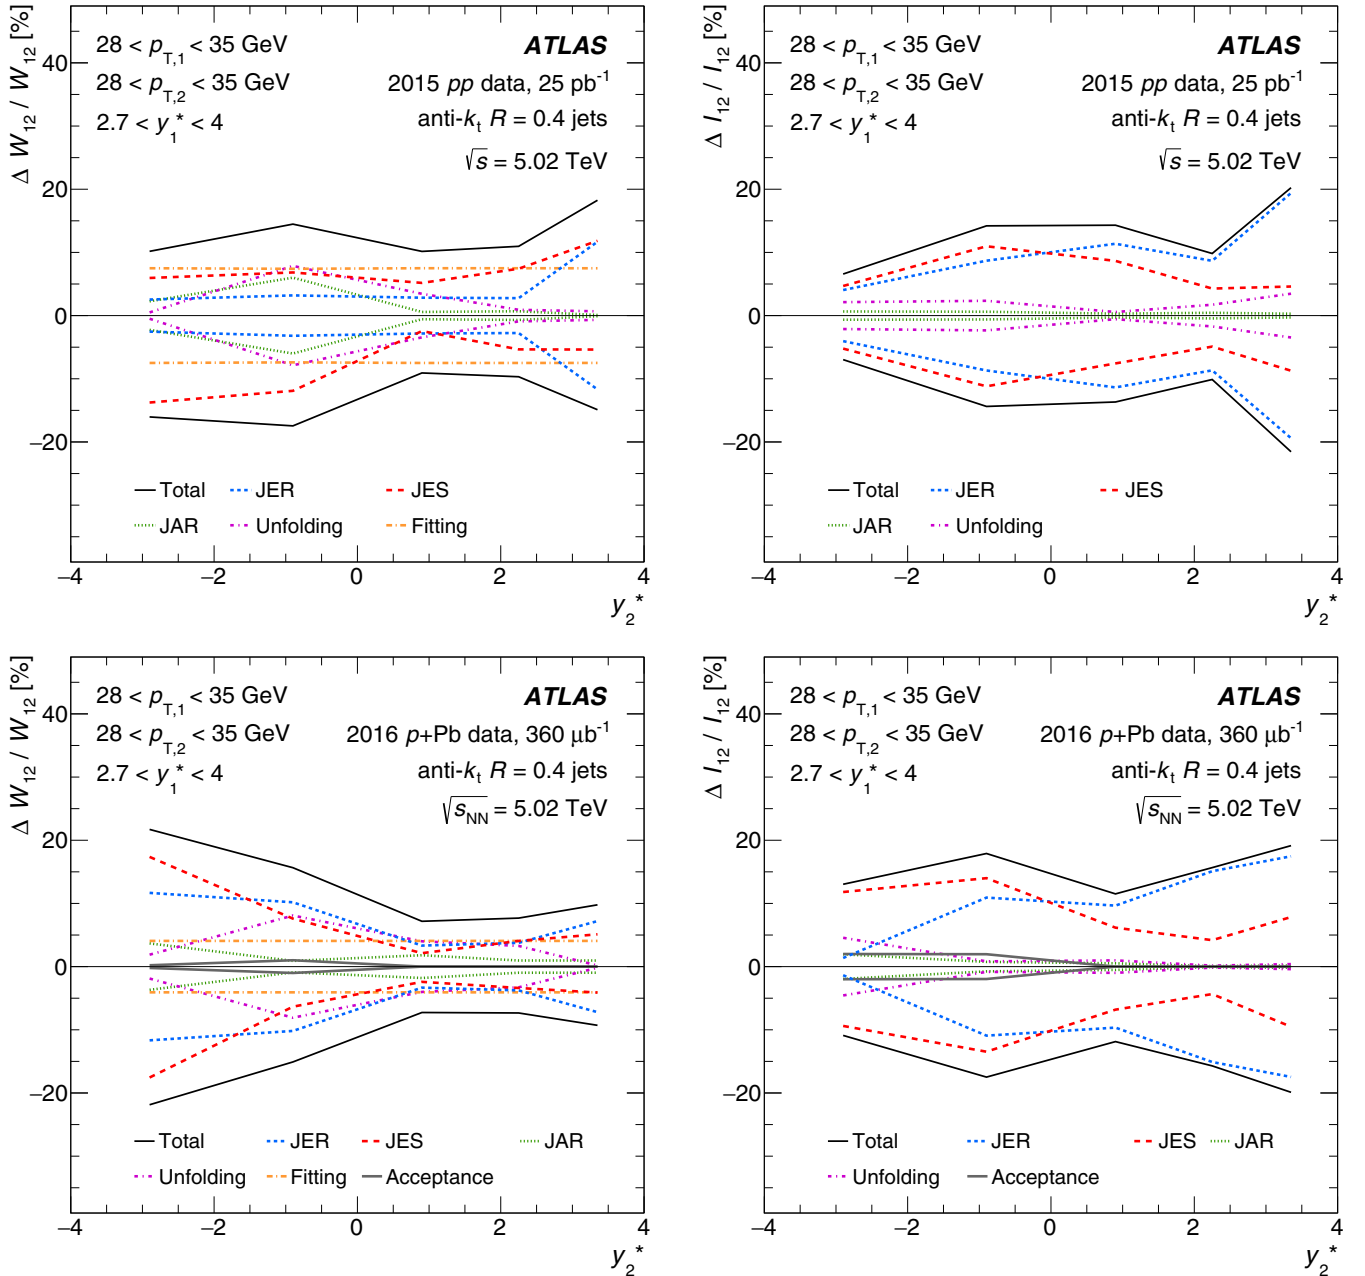 Δ W12 / W12 [%]
28 < pT,1 < 35 GeV
28 < pT,2 < 35 GeV
2.7 < y1* < 4
ATLAS
2015 pp data, 25 pb-1
anti-kt R = 0.4 jets
√s = 5.02 TeV
40
20
0
−20
Total JER JES
JAR Unfolding Fitting
−4 −2 0 2 4
y2*
Δ I12 / I12 [%]
28 < pT,1 < 35 GeV
28 < pT,2 < 35 GeV
2.7 < y1* < 4
ATLAS
2015 pp data, 25 pb-1
anti-kt R = 0.4 jets
√s = 5.02 TeV
40
20
0
−20
Total JER JES
JAR Unfolding
−4 −2 0 2 4
y2*
Δ W12 / W12 [%]
28 < pT,1 < 35 GeV
28 < pT,2 < 35 GeV
2.7 < y1* < 4
ATLAS
2016 p+Pb data, 360 μb-1
anti-kt R = 0.4 jets
√sNN = 5.02 TeV
40
20
0
−20
Total JER JES JAR
Unfolding Fitting Acceptance
−4 −2 0 2 4
y2*
Δ I12 / I12 [%]
28 < pT,1 < 35 GeV
28 < pT,2 < 35 GeV
2.7 < y1* < 4
ATLAS
2016 p+Pb data, 360 μb-1
anti-kt R = 0.4 jets
√sNN = 5.02 TeV
40
20
0
−20
Total JER JES JAR
Unfolding Acceptance
−4 −2 0 2 4
y2*